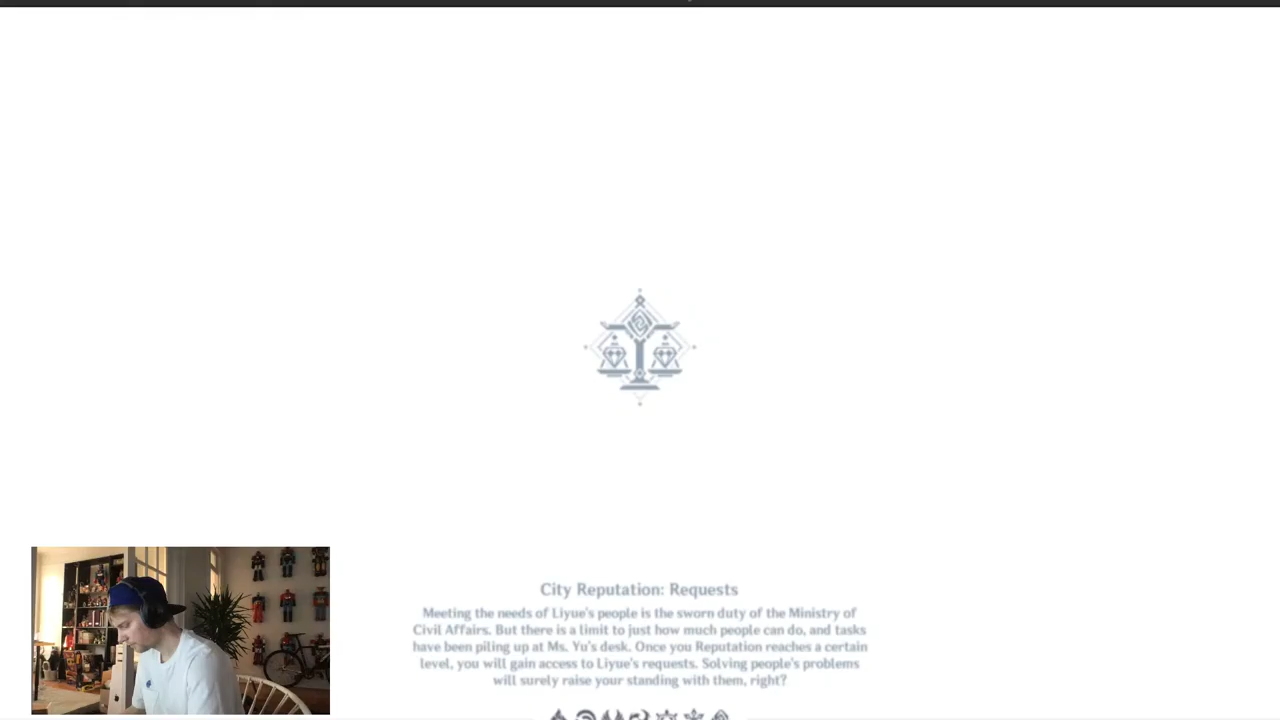 City Reputation: Requests
Meeting the needs of Liyue's people is the sworn duty of the Ministry of
Civil Affairs. But there is a limit to just how much people can do, and tasks
have been piling up at Ms. Yu's desk. Once you Reputation reaches a certain
level, you will gain access to Liyue's requests. Solving people's problems
will surely raise your standing with them, right?